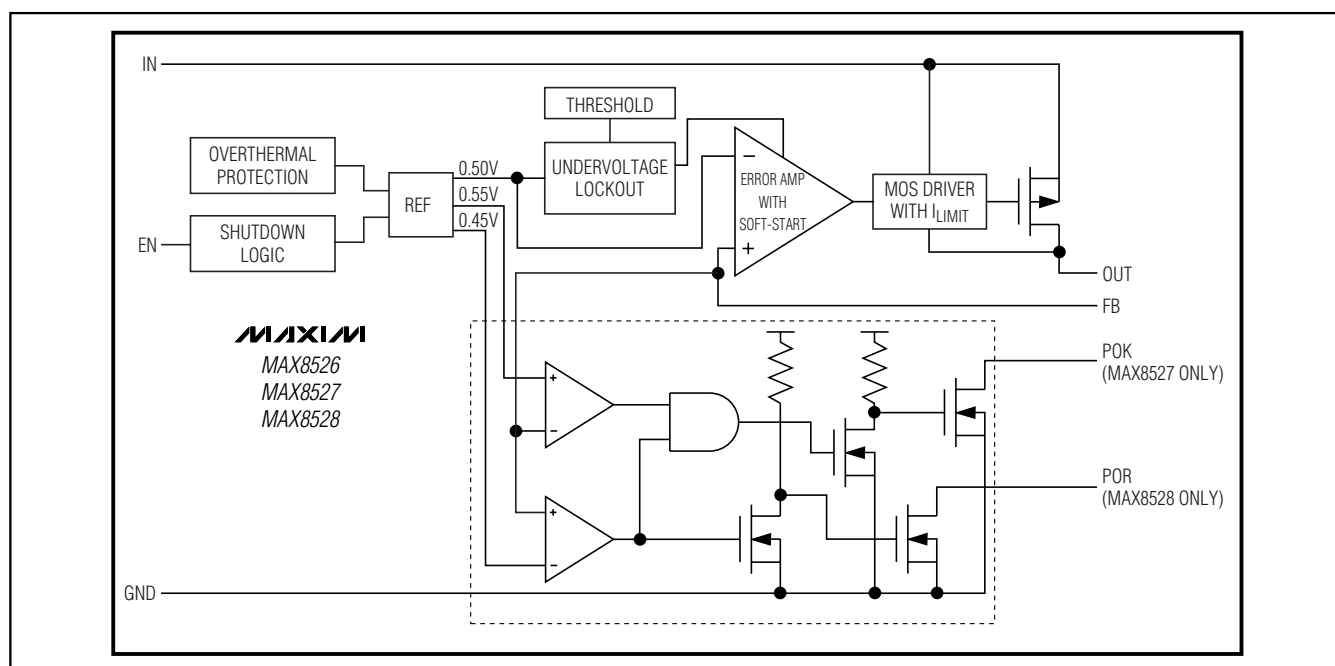 IN
THRESHOLD
OVERTHERMAL
PROTECTION
UNDERVOLTAGE
LOCKOUT
0.50V
0.55V
0.45V
REF
−
ERROR AMP
WITH
SOFT-START
+
MOS DRIVER
WITH ILIMIT
EN
SHUTDOWN
LOGIC
OUT
FB
MAXIM
MAX8526
MAX8527
MAX8528
+
−
POK
(MAX8527 ONLY)
+
−
POR
(MAX8528 ONLY)
GND